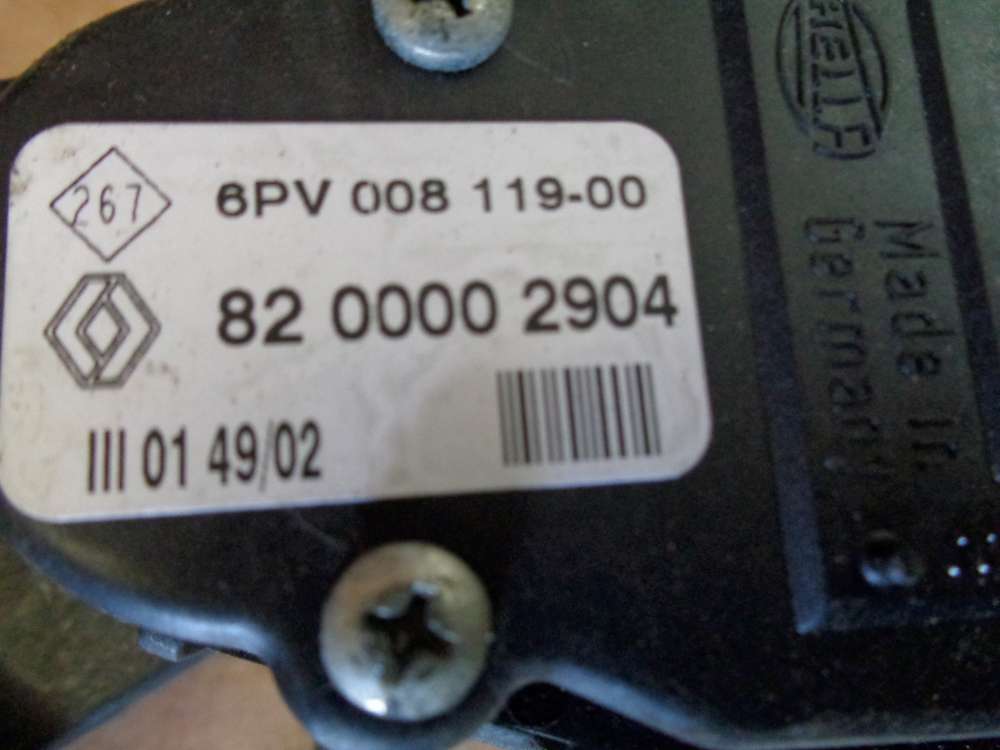 267
6PV 008 119-00
82 0000 2904
III 01 49/02
HELLA
Made in
Germany